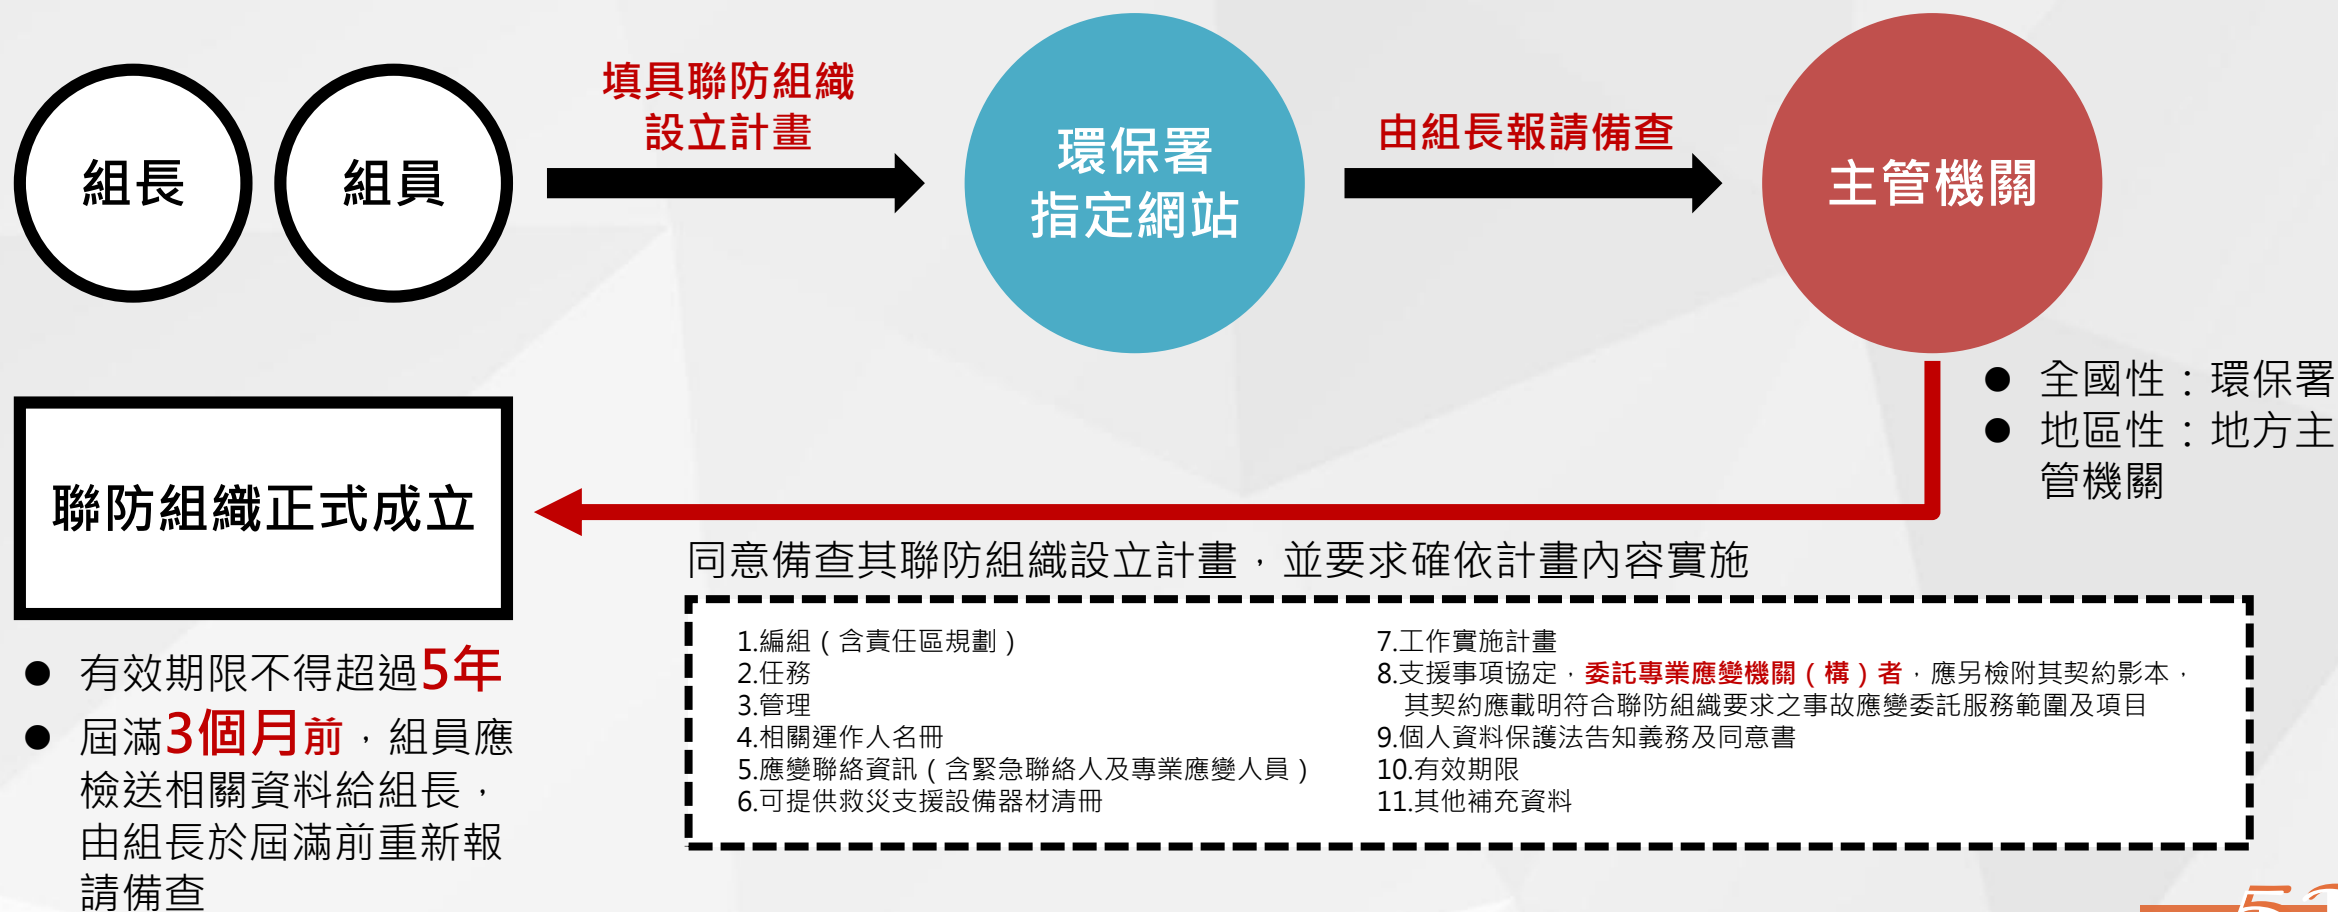 組長
組員
填具聯防組織
設立計畫
環保署
指定網站
由組長報請備查
主管機關
全國性：環保署
地區性：地方主
管機關
聯防組織正式成立
同意備查其聯防組織設立計畫，並要求確依計畫內容實施
有效期限不得超過5年
屆滿3個月前，組員應
檢送相關資料給組長，
由組長於屆滿前重新報
請備查
1.編組（含責任區規劃）
2.任務
3.管理
4.相關運作人名冊
5.應變聯絡資訊（含緊急聯絡人及專業應變人員）
6.可提供救災支援設備器材清冊
7.工作實施計畫
8.支援事項協定，委託專業應變機關（構）者，應另檢附其契約影本，
其契約應載明符合聯防組織要求之事故應變委託服務範圍及項目
9.個人資料保護法告知義務及同意書
10.有效期限
11.其他補充資料